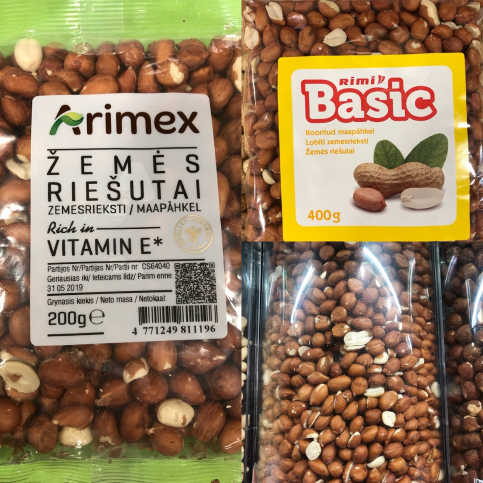 Arimex
ŽEMĖS
RIEŠUTAI
ZEMESRIEKSTI / MAAPÄHKEL
Rich in
VITAMIN E*
Partijos Nr/Partijas Nr/Partii nr CS64040
Geriausias iki/ Ieteicams līdz/ Parim enne
31 05 2019
Grynasis kiekis / Neto masa / Netokaal
200g e
4 771249 811196
Rimi
Basic
Kooritud maapähkel
Lobīti zemesrieksti
Žemės riešutai
400g